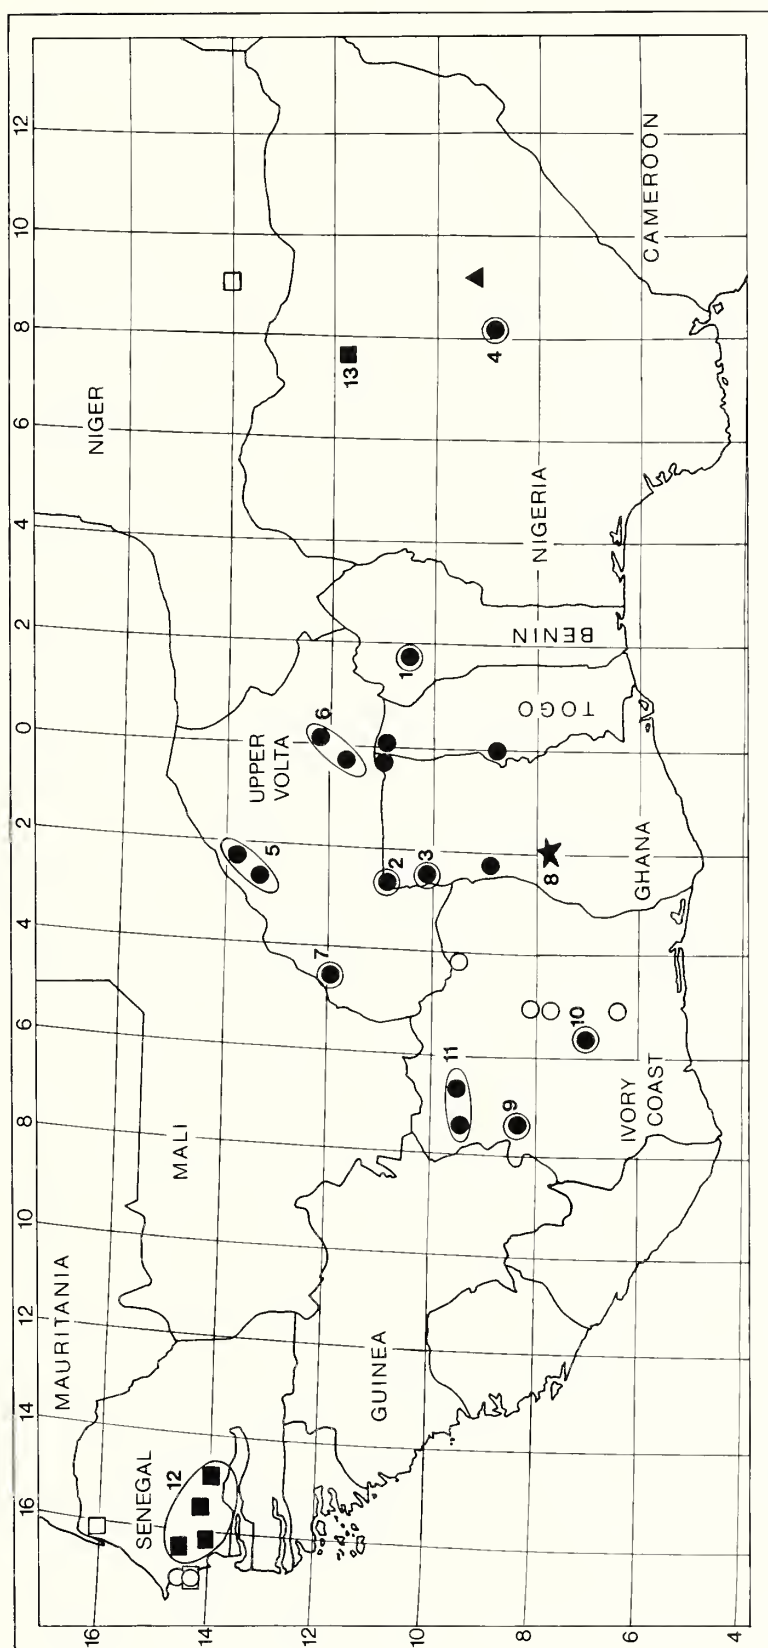 16
14
12
10
8
6
4
2
0
2
4
6
8
10
12
MAURITANIA
MALI
NIGER
SENEGAL
12
GUINEA
UPPER
VOLTA
5
6
7
11
9
10
IVORY
COAST
2
3
8
GHANA
TOGO
1
BENIN
NIGERIA
13
4
CAMEROON
16
14
12
10
8
6
4